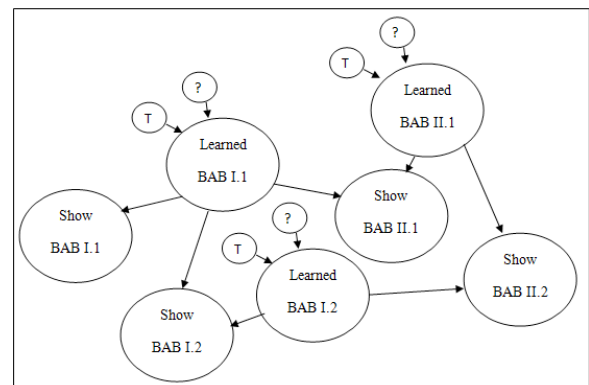 ?
T
Learned
BAB II.1
?
T
Learned
BAB I.1
Show
BAB II.1
Show
BAB I.1
?
T
Learned
BAB I.2
Show
BAB II.2
Show
BAB I.2